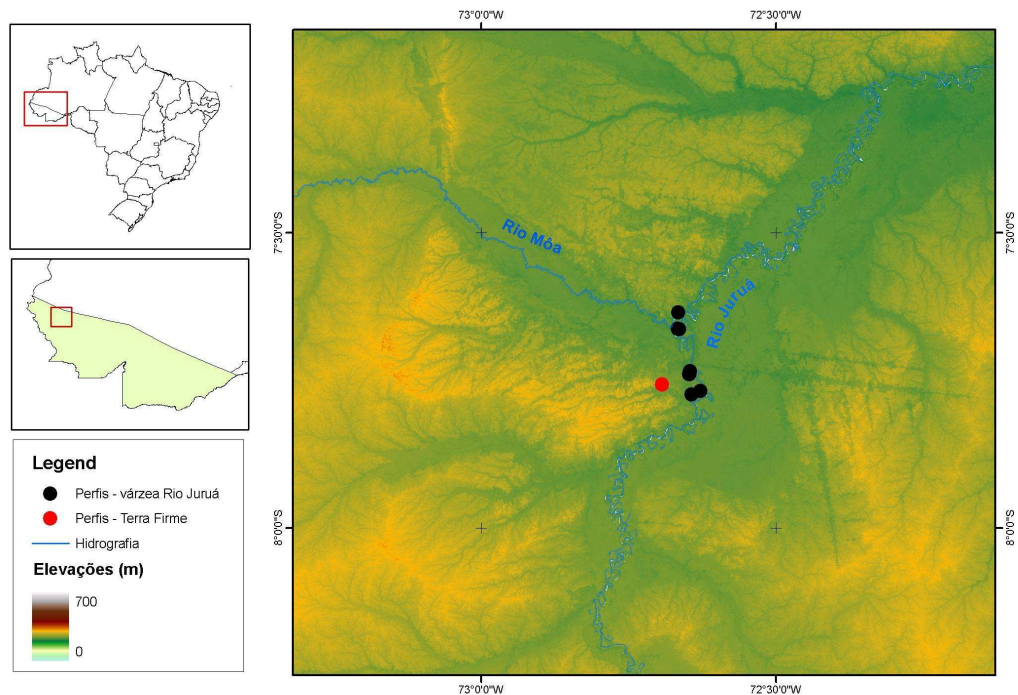 73°0'0"W
72°30'0"W
7°30'0"S
7°30'0"S
Rio Môa
Rio Juruá
8°0'0"S
8°0'0"S
73°0'0"W
72°30'0"W
Legend
Perfis - várzea Rio Juruá
Perfis - Terra Firme
Hidrografia
Elevações (m)
700
0